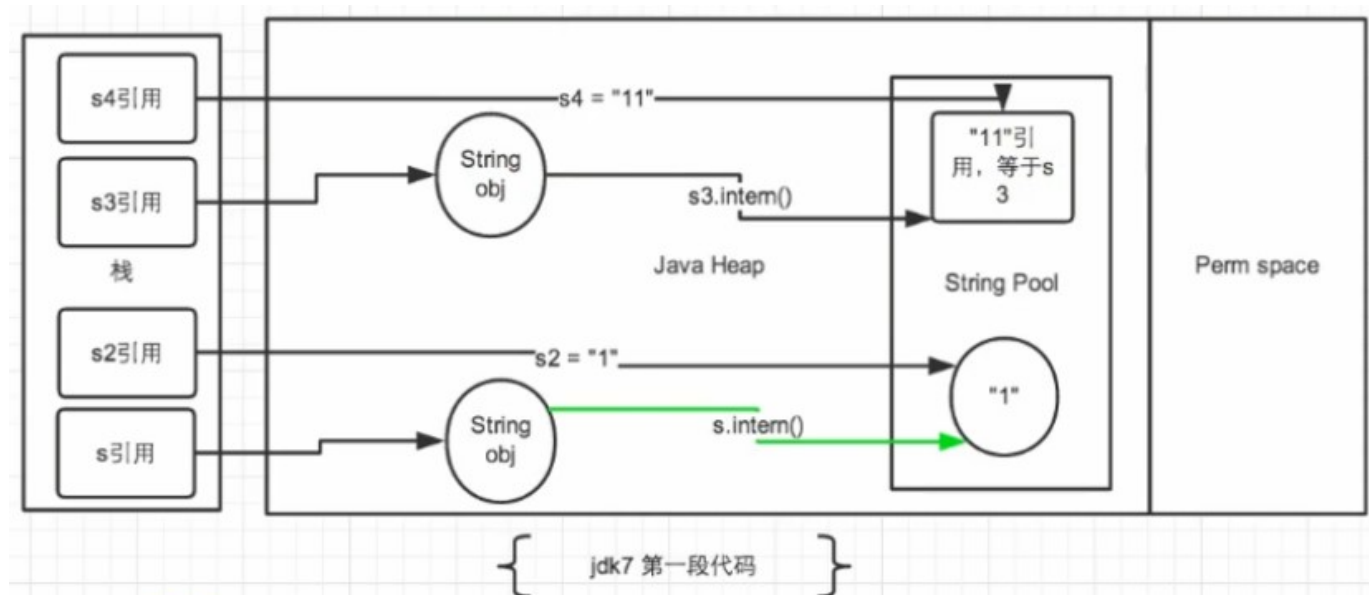 s4引用
s4 = "11"
"11"引
用，等于s
3
String
obj
s3.intern()
s3引用
栈
Java Heap
String Pool
Perm space
s2引用
s2 = "1"
"1"
String
obj
s.intern()
s引用
jdk7 第一段代码